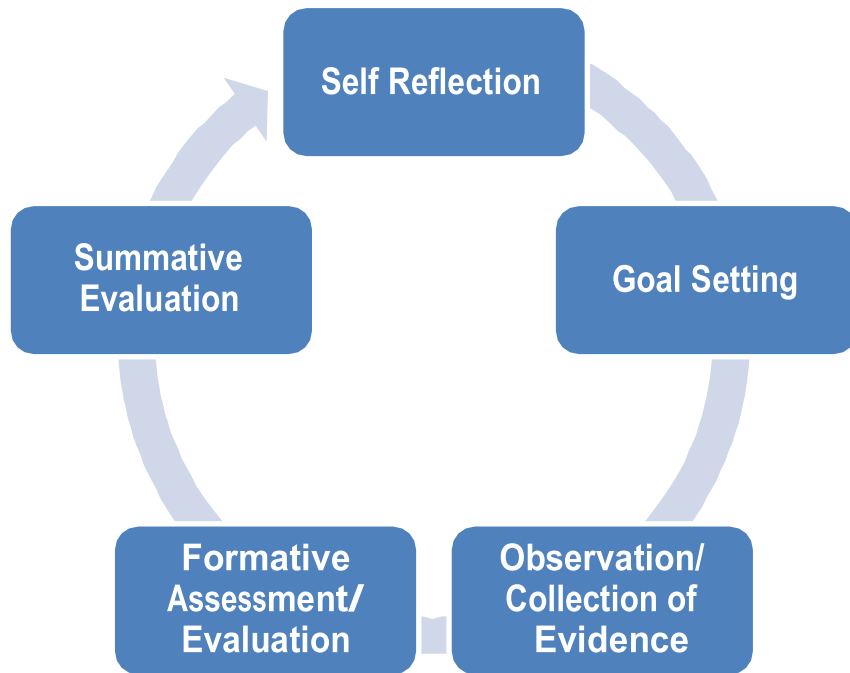 Self Reflection
Goal Setting
Observation/
Collection of
Evidence
Formative
Assessment/
Evaluation
Summative
Evaluation